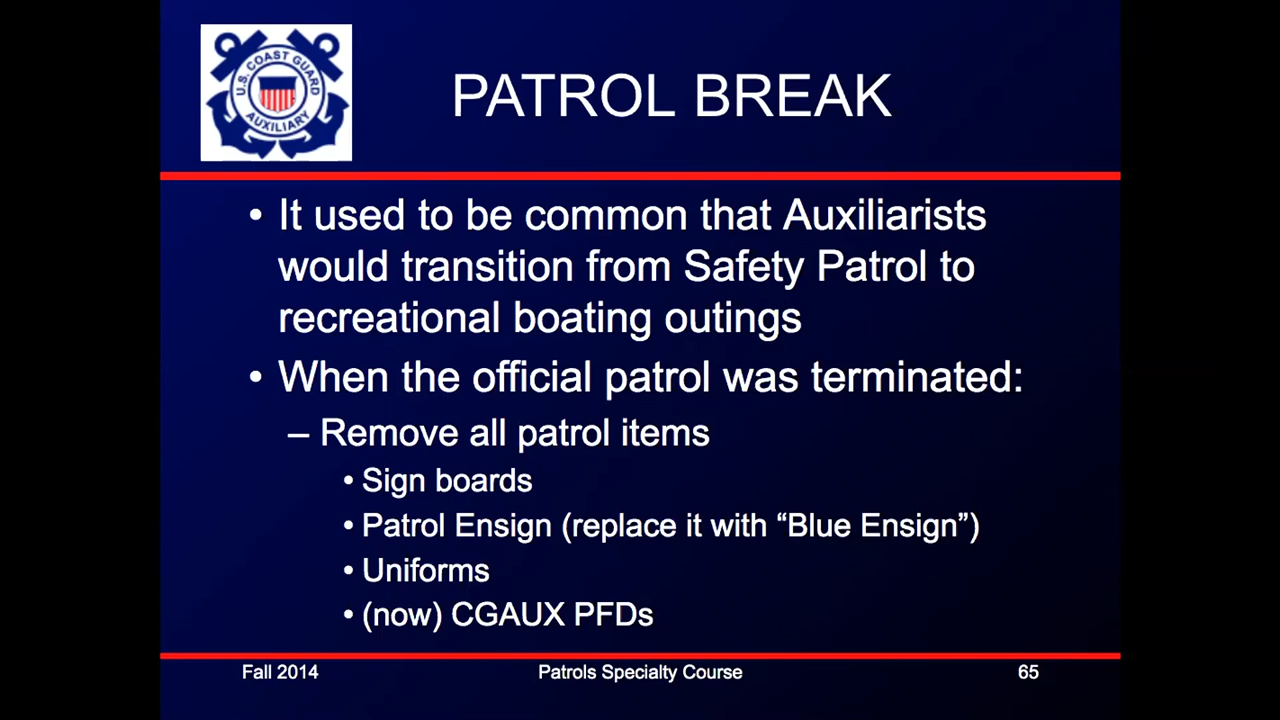 U.S. COAST GUARD
AUXILIARY
PATROL BREAK
• It used to be common that Auxiliarists
would transition from Safety Patrol to
recreational boating outings
• When the official patrol was terminated:
– Remove all patrol items
• Sign boards
• Patrol Ensign (replace it with “Blue Ensign”)
• Uniforms
• (now) CGAUX PFDs
Fall 2014 Patrols Specialty Course 65